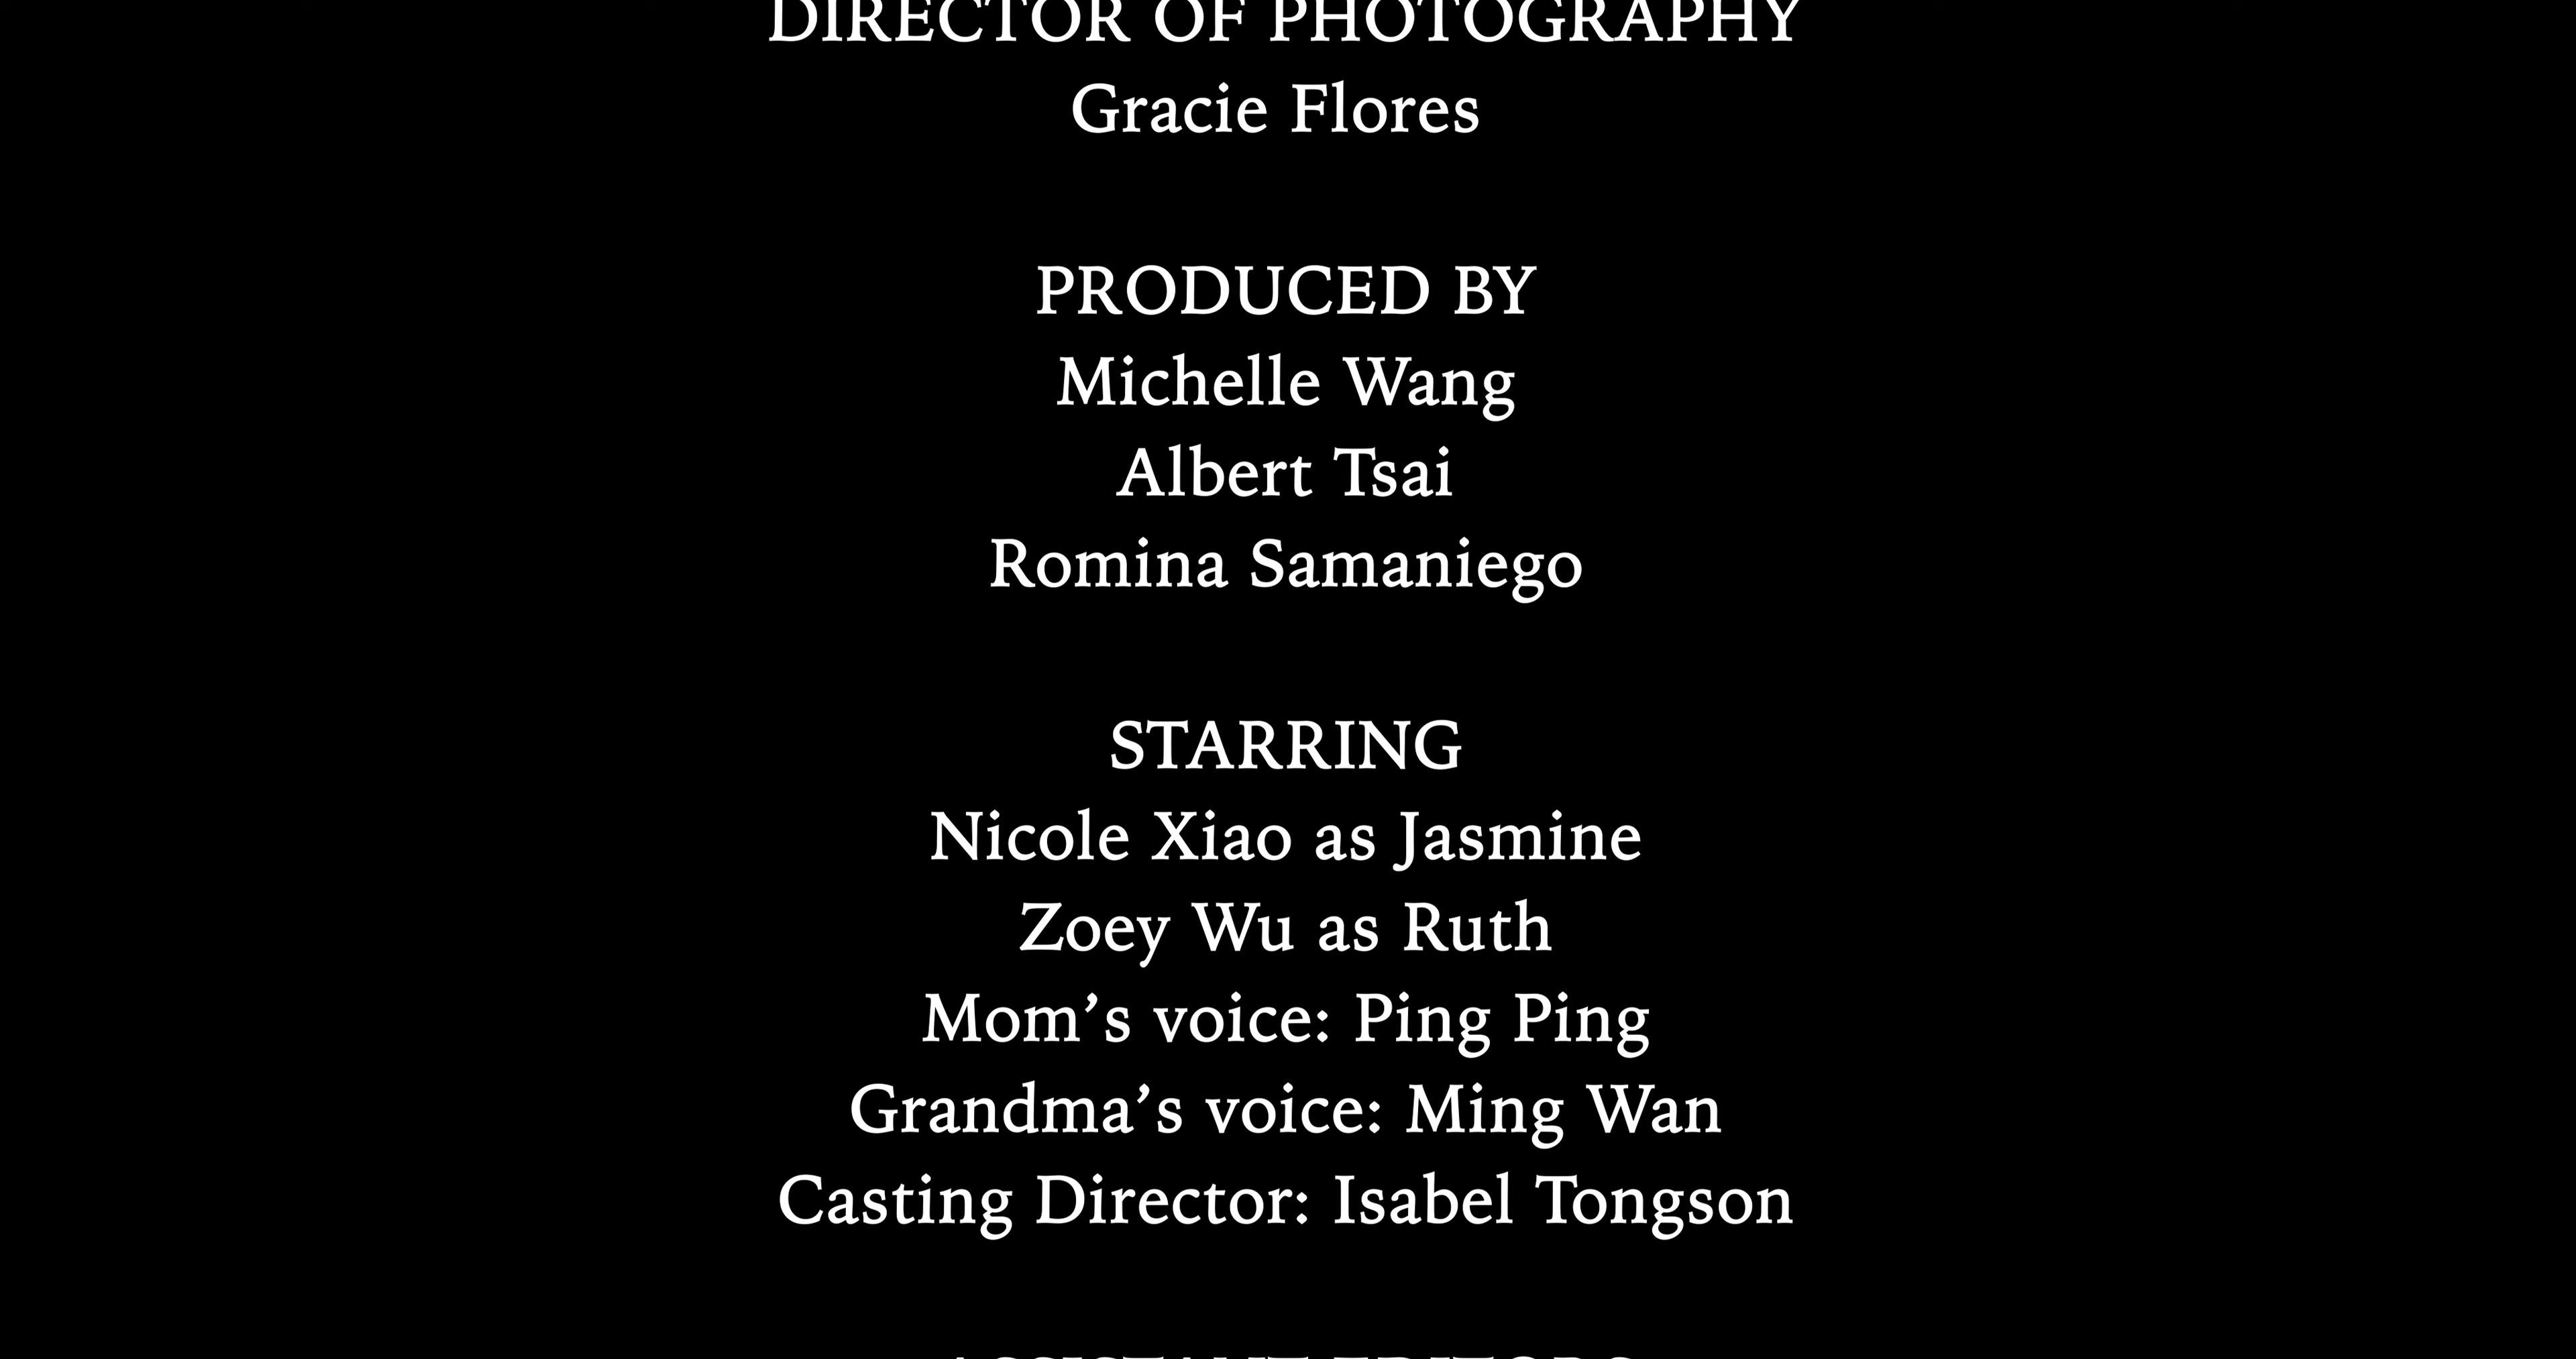 DIRECTOR OF PHOTOGRAPHY
Gracie Flores
PRODUCED BY
Michelle Wang
Albert Tsai
Romina Samaniego
STARRING
Nicole Xiao as Jasmine
Zoey Wu as Ruth
Mom’s voice: Ping Ping
Grandma’s voice: Ming Wan
Casting Director: Isabel Tongson